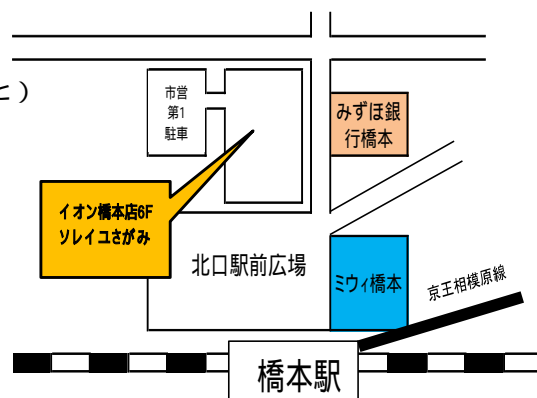 ヒ）
市営
第1
駐車
みずほ銀
行橋本
イオン橋本店6F
ソレイユさがみ
北口駅前広場
ミウィ橋本
京王相模原線
橋本駅